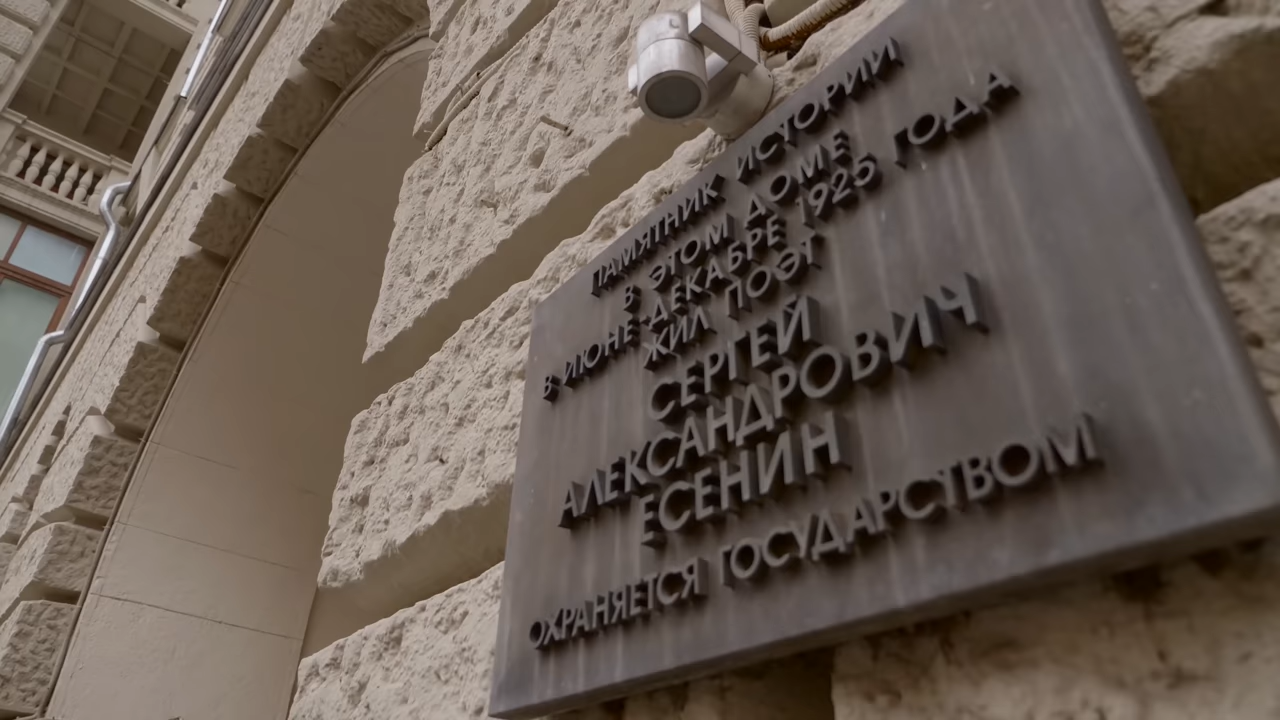 ПАМЯТНИК ИСТОРИИ
В ЭТОМ ДОМЕ
В ИЮНЕ-ДЕКАБРЕ 1925 ГОДА
ЖИЛ ПОЭТ
СЕРГЕЙ
АЛЕКСАНДРОВИЧ
ЕСЕНИН
ОХРАНЯЕТСЯ ГОСУДАРСТВОМ